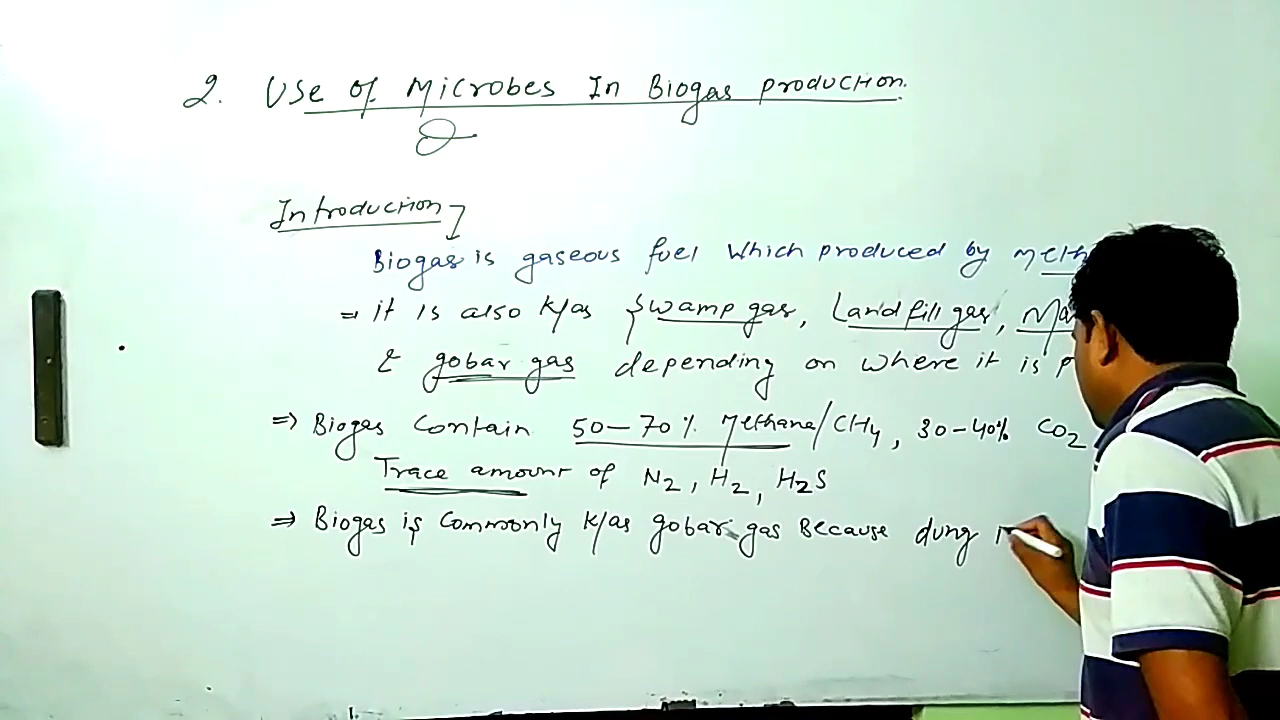 2. Use of Microbes In Biogas production.
Introduction
Biogas is gaseous fuel which produced by
⇒ it is also k/as swamp gas, Land fill gas,
& gobar gas depending on where it is
⇒ Biogas contain 50-70% Methane/CH4, 30-40% CO2
Trace amount of N2, H2, H2S
⇒ Biogas is commonly k/as gobar gas Because dung